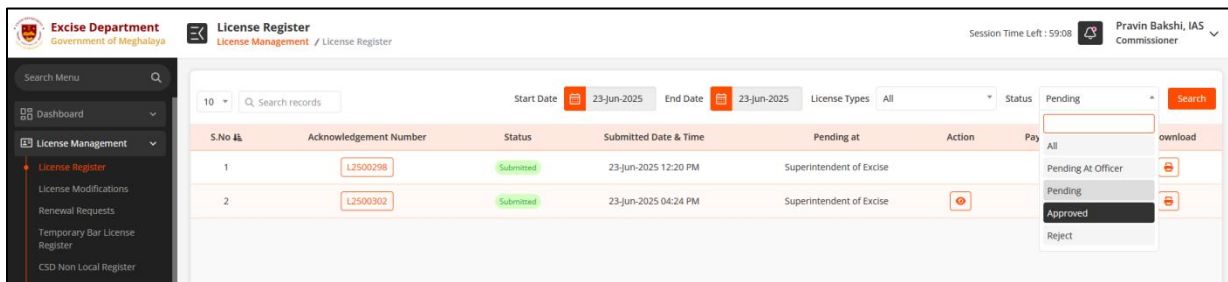 Excise Department
Government of Meghalaya
License Register
License Management / License Register
Session Time Left : 59:08
Pravin Bakshi, IAS
Commissioner
Search Menu
Dashboard
License Management
License Register
License Modifications
Renewal Requests
Temporary Bar License
Register
CSD Non Local Register
10 Search records Start Date 23-Jun-2025 End Date 23-Jun-2025 License Types All Status Pending Search
S.No Acknowledgement Number Status Submitted Date & Time Pending at Action Pay ownload
1 L2500298 Submitted 23-Jun-2025 12:20 PM Superintendent of Excise
2 L2500302 Submitted 23-Jun-2025 04:24 PM Superintendent of Excise
All
Pending At Officer
Pending
Approved
Reject